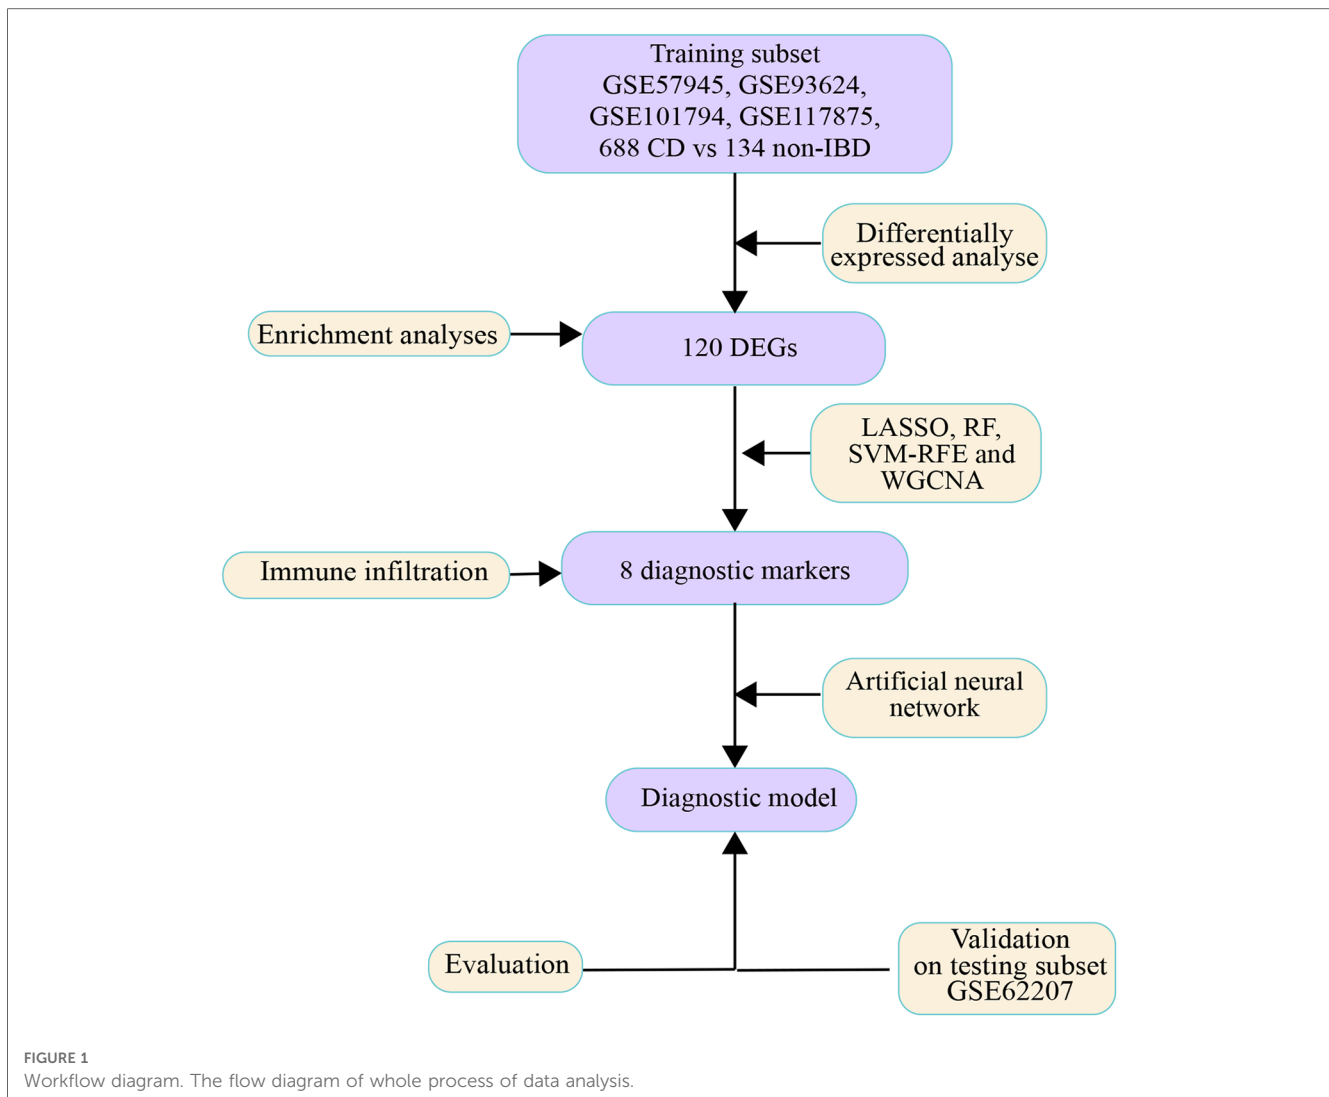 Training subset
GSE57945, GSE93624,
GSE101794, GSE117875,
688 CD vs 134 non-IBD
Differentially
expressed analyse
Enrichment analyses
120 DEGs
LASSO, RF,
SVM-RFE and
WGCNA
Immune infiltration
8 diagnostic markers
Artificial neural
network
Diagnostic model
Evaluation
Validation
on testing subset
GSE62207
FIGURE 1
Workflow diagram. The flow diagram of whole process of data analysis.